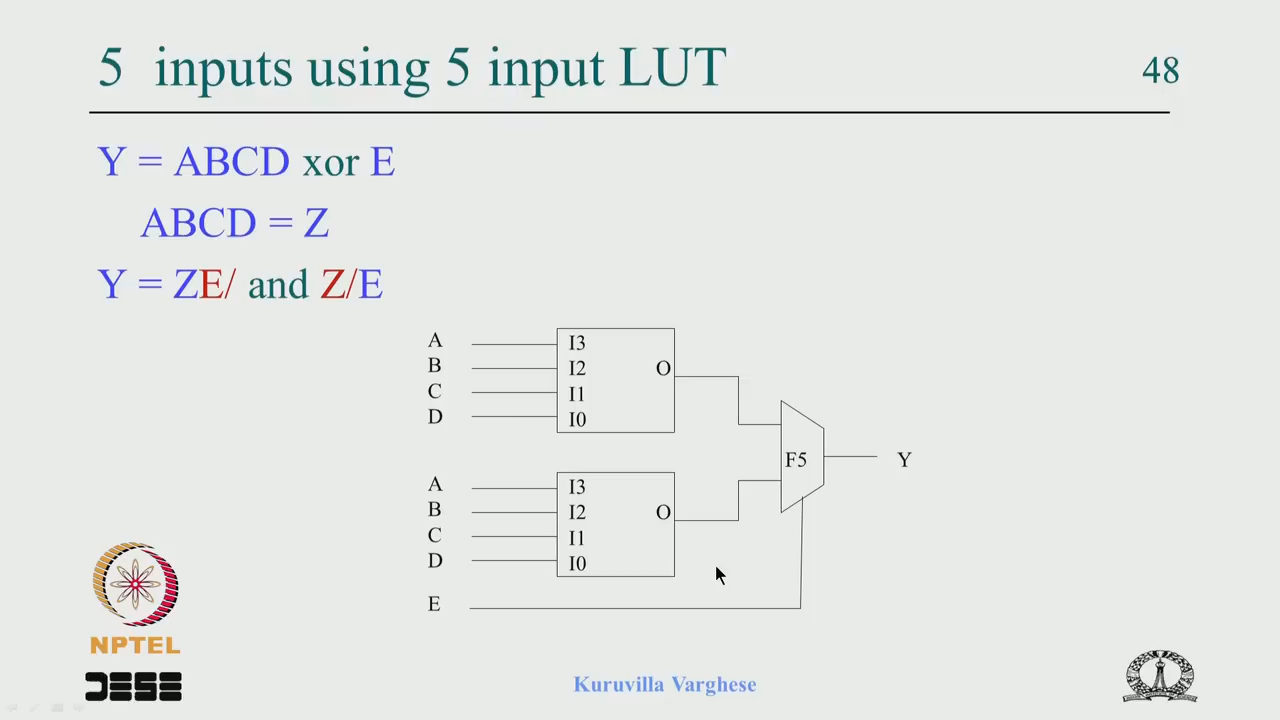 5 inputs using 5 input LUT
48
Y = ABCD xor E
ABCD = Z
Y = ZE/ and Z/E
A
B
C
D
I3
I2
I1
I0
O
F5
Y
A
B
C
D
E
I3
I2
I1
I0
O
NPTEL
DESE
Kuruvilla Varghese